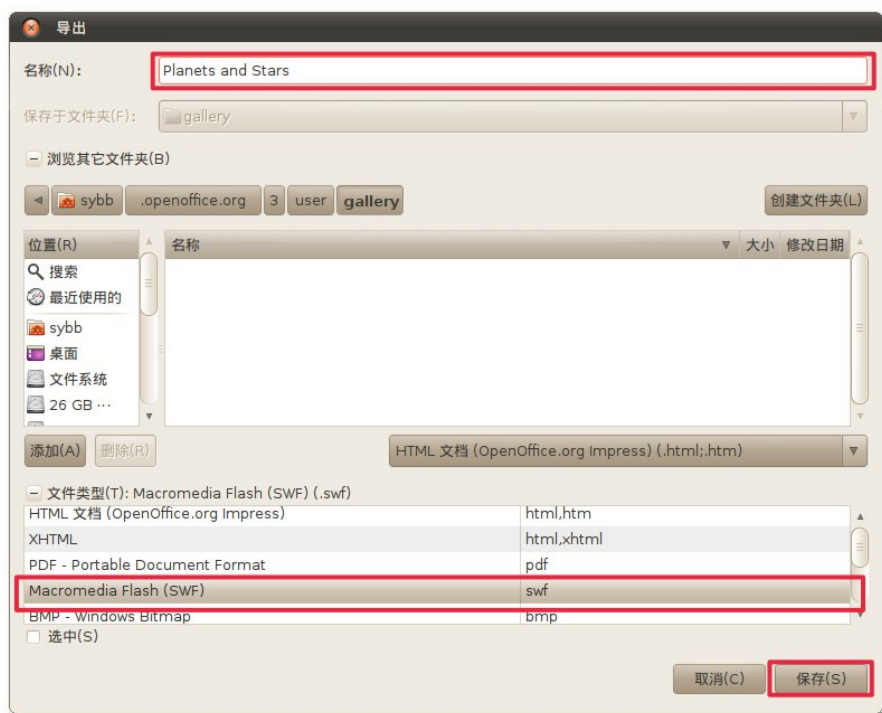 导出
名称(N): Planets and Stars
保存于文件夹(F): gallery
浏览其它文件夹(B)
sybb .openoffice.org 3 user gallery 创建文件夹(L)
位置(R) 名称 大小 修改日期
搜索
最近使用的
sybb
桌面
文件系统
26 GB ···
添加(A) 删除(R) HTML 文档 (OpenOffice.org Impress) (.html;.htm)
文件类型(T): Macromedia Flash (SWF) (.swf)
HTML 文档 (OpenOffice.org Impress) html,htm
XHTML html,xhtml
PDF - Portable Document Format pdf
Macromedia Flash (SWF) swf
BMP - Windows Bitmap bmp
选中(S)
取消(C) 保存(S)